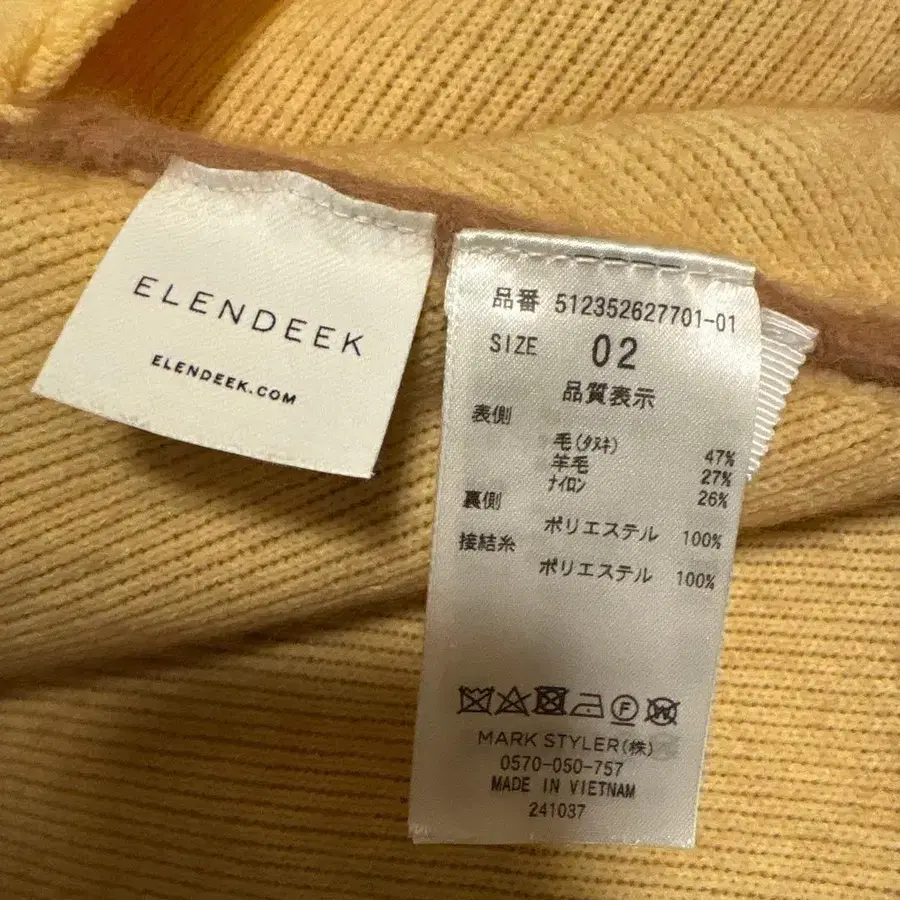 ELENDEEK
ELENDEEK.COM
品番 512352627701-01
SIZE 02
品質表示
表側
毛(ﾀﾇｷ) 47%
羊毛 27%
ﾅｲﾛﾝ 26%
裏側
ポリエステル 100%
接結糸
ポリエステル 100%
MARK STYLER(株)
0570-050-757
MADE IN VIETNAM
241037